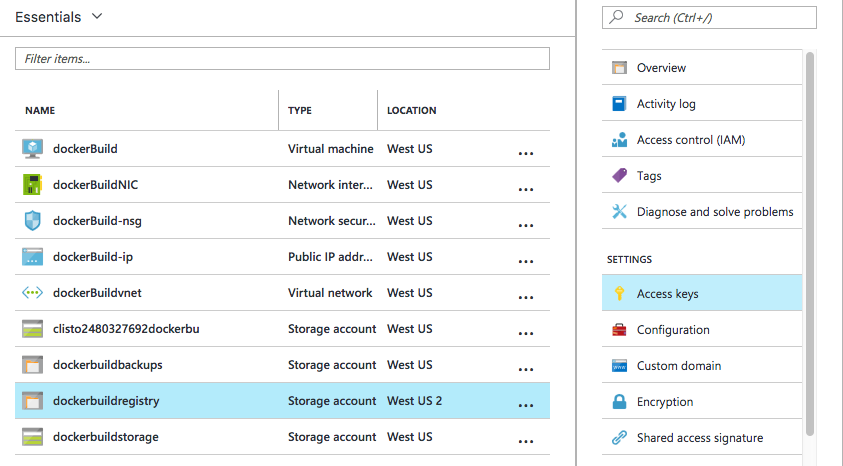 Essentials
Filter items...
NAME TYPE LOCATION
dockerBuild Virtual machine West US ...
dockerBuildNIC Network inter... West US ...
dockerBuild-nsg Network secur... West US ...
dockerBuild-ip Public IP addr... West US ...
dockerBuildvnet Virtual network West US ...
clisto2480327692dockerbu Storage account West US ...
dockerbuildbackups Storage account West US ...
dockerbuildregistry Storage account West US 2 ...
dockerbuildstorage Storage account West US ...
Search (Ctrl+/)
Overview
Activity log
Access control (IAM)
Tags
Diagnose and solve problems
SETTINGS
Access keys
Configuration
www
Custom domain
Encryption
Shared access signature